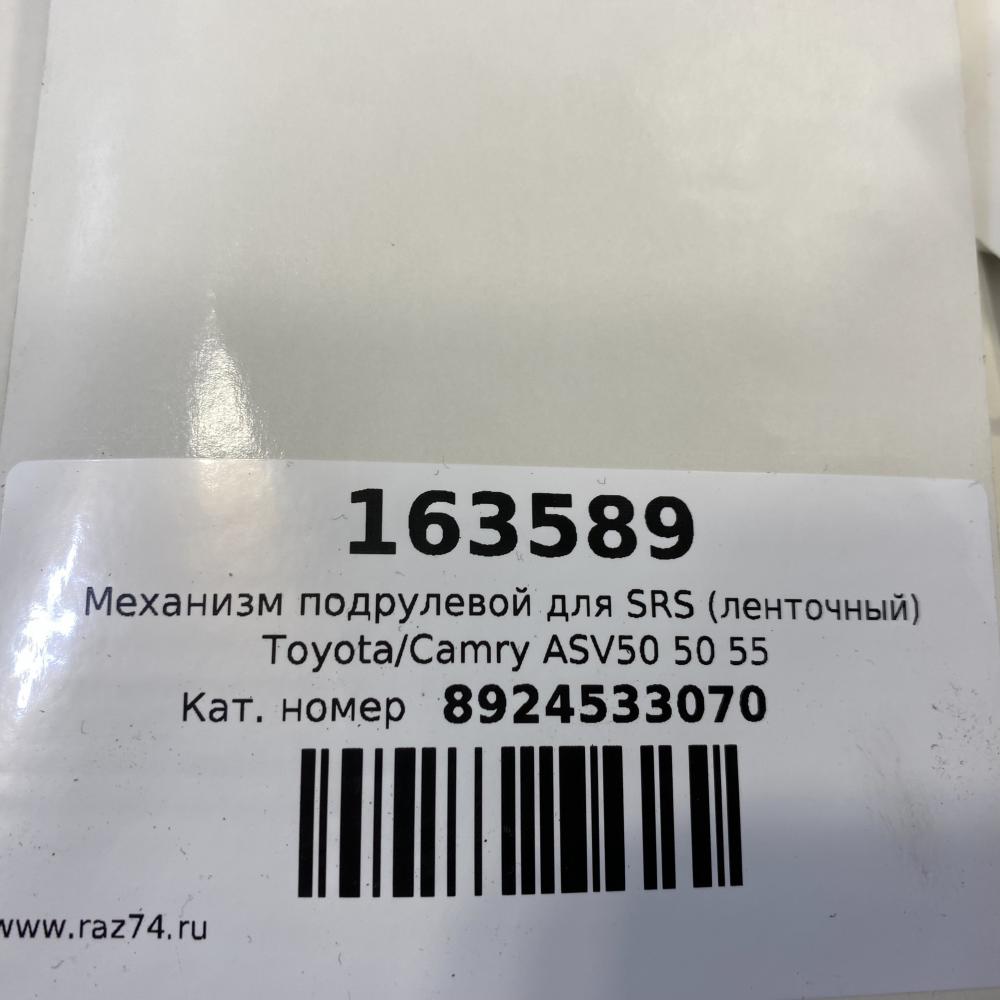 163589
Механизм подрулевой для SRS (ленточный)
Toyota/Camry ASV50 50 55
Кат. номер 8924533070
www.raz74.ru